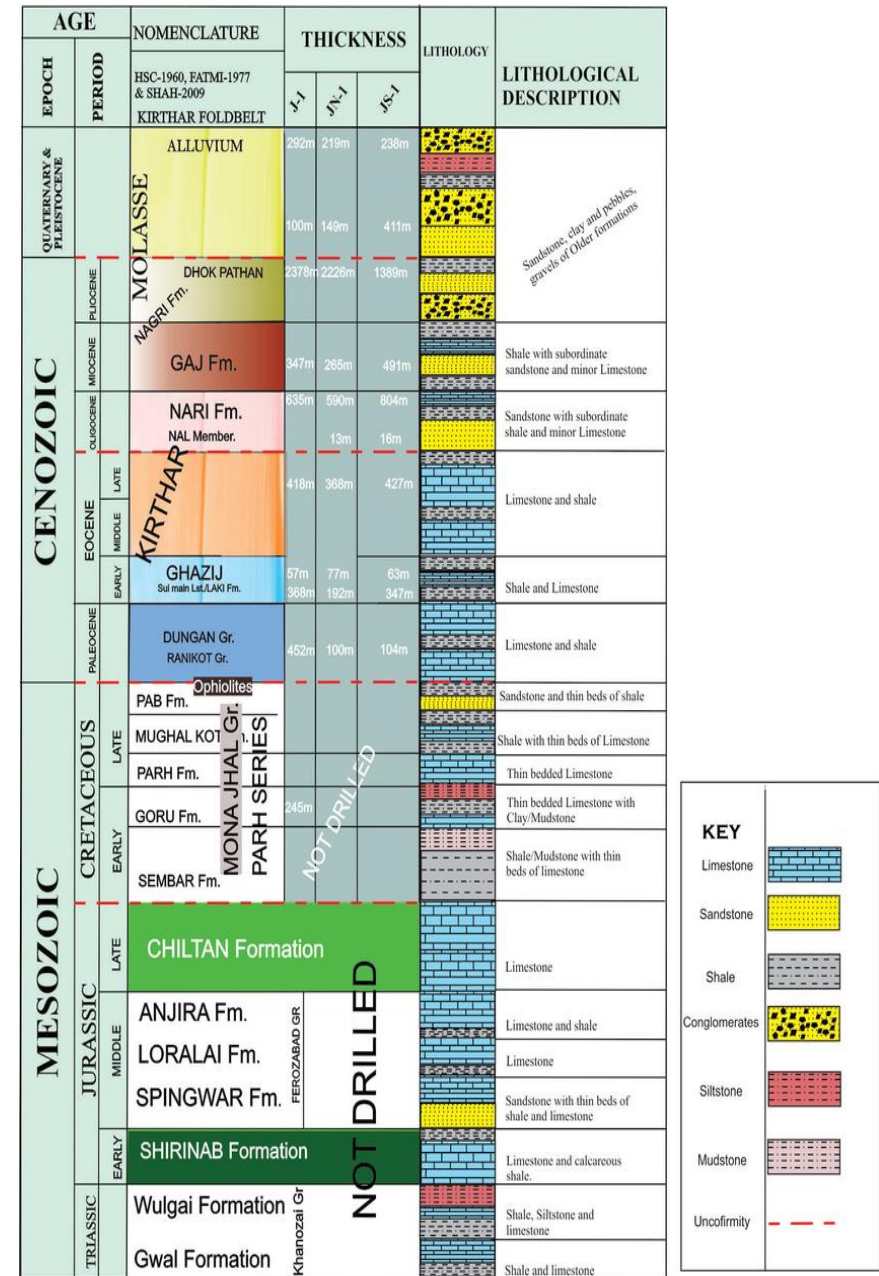 AGE
EPOCH
PERIOD
NOMENCLATURE
HSC-1960, FATMI-1977
& SHAH-2009
KIRTHAR FOLDBELT
THICKNESS
J-1
JN-1
JS-1
LITHOLOGY
LITHOLOGICAL
DESCRIPTION
QUATERNARY &
PLEISTOCENE
MOLASSE
ALLUVIUM
292m 219m 238m
100m 149m 411m
Sandstone, clay and pebbles,
gravels of Older formations
CENOZOIC
PLIOCENE
DHOK PATHAN
NAGRI Fm.
2378m 2226m 1389m
MIOCENE
GAJ Fm.
347m 265m 491m
Shale with subordinate
sandstone and minor Limestone
OLIGOCENE
NARI Fm.
NAL Member.
635m 590m 804m
13m 16m
Sandstone with subordinate
shale and minor Limestone
EOCENE
LATE
MIDDLE
EARLY
KIRTHAR
418m 368m 427m
Limestone and shale
GHAZIJ
Sul main Lst./LAKI Fm.
57m 77m 63m
368m 192m 347m
Shale and Limestone
PALEOCENE
DUNGAN Gr.
RANIKOT Gr.
452m 100m 104m
Limestone and shale
MESOZOIC
CRETACEOUS
LATE
EARLY
Ophiolites
MONA JHAL Gr.
PARH SERIES
PAB Fm.
Sandstone and thin beds of shale
MUGHAL KOT
Shale with thin beds of Limestone
PARH Fm.
Thin bedded Limestone
GORU Fm.
245m
NOT DRILLED
Thin bedded Limestone with
Clay/Mudstone
SEMBAR Fm.
Shale/Mudstone with thin
beds of limestone
JURASSIC
LATE
MIDDLE
EARLY
CHILTAN Formation
Limestone
NOT DRILLED
ANJIRA Fm.
Limestone and shale
FEROZABAD GR
LORALAI Fm.
Limestone
SPINGWAR Fm.
Sandstone with thin beds of
shale and limestone
SHIRINAB Formation
Limestone and calcareous
shale.
TRIASSIC
Wulgai Formation
Khanozai Gr
Shale, Siltstone and
limestone
Gwal Formation
Shale and limestone
KEY
Limestone
Sandstone
Shale
Conglomerates
Siltstone
Mudstone
Uncofirmity